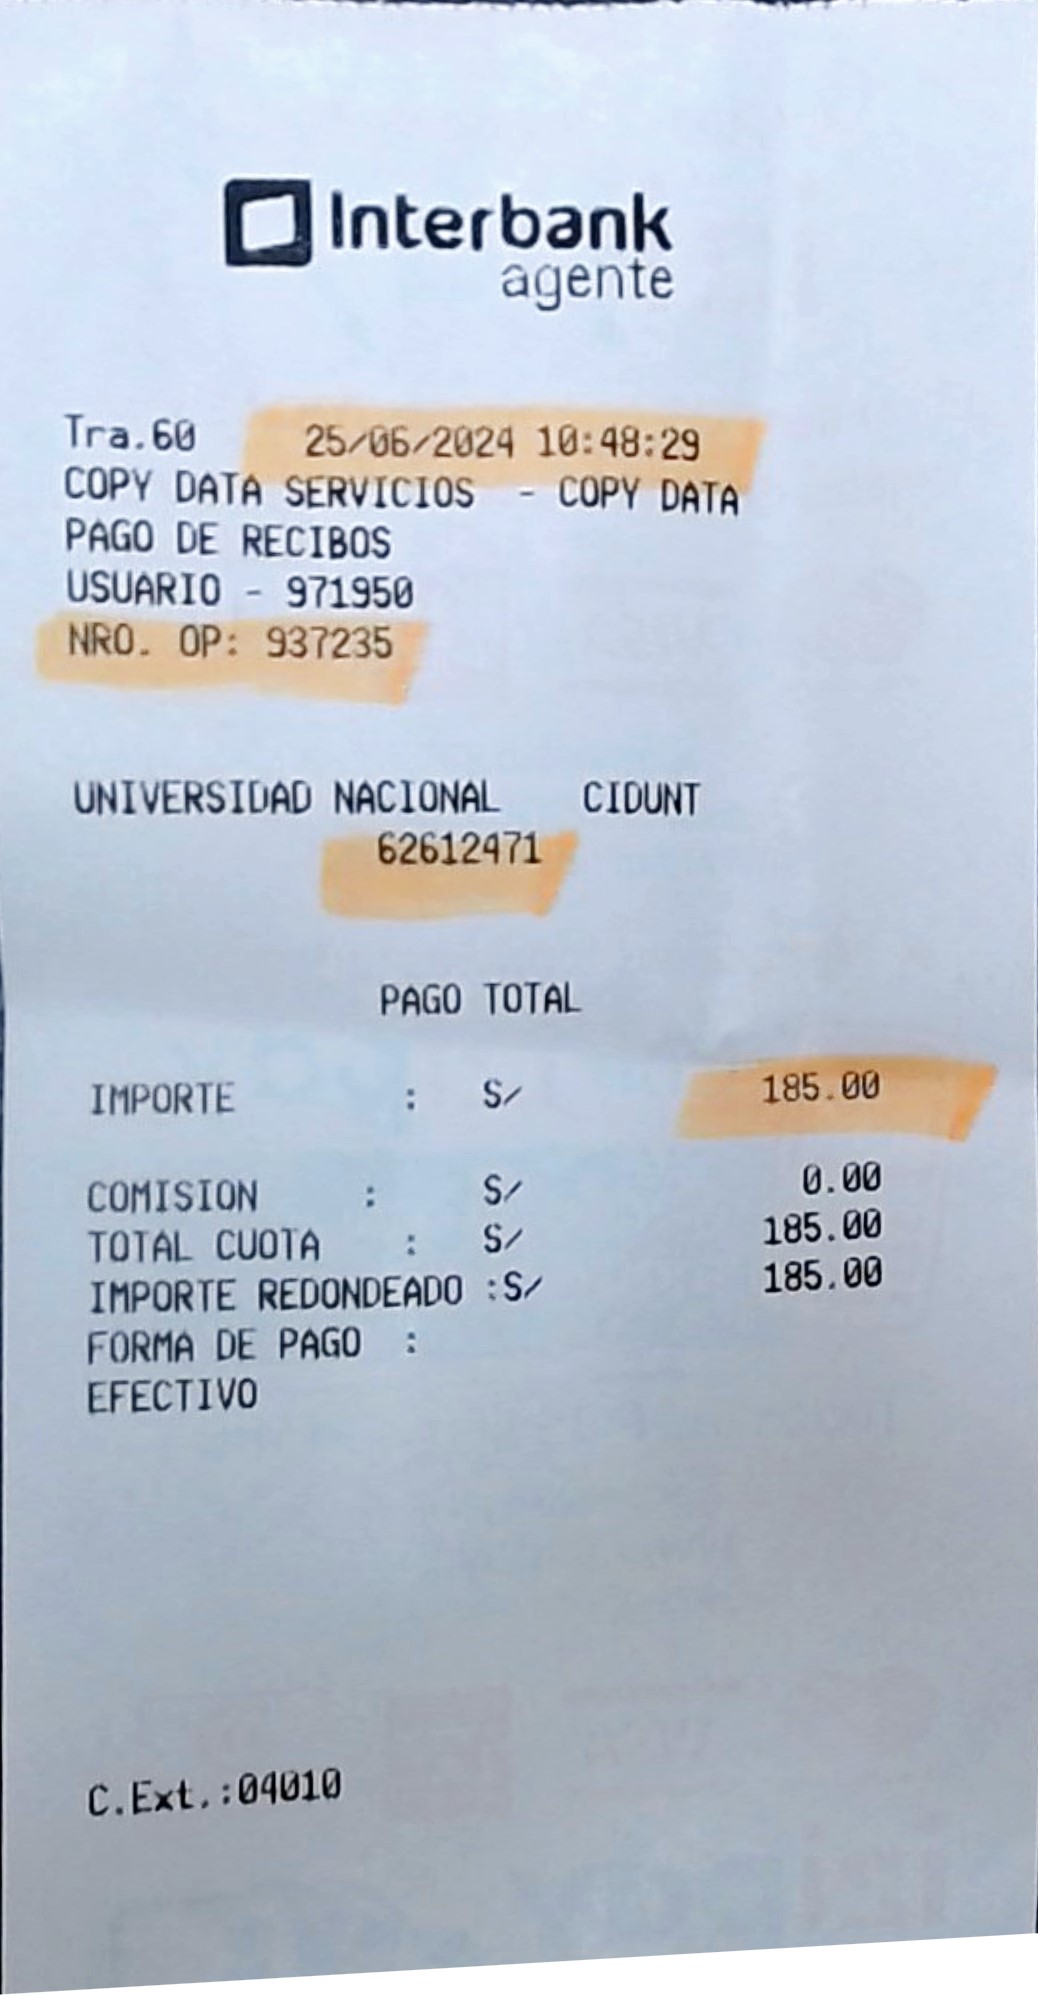 Interbank
agente
Tra.60 25/06/2024 10:48:29
COPY DATA SERVICIOS - COPY DATA
PAGO DE RECIBOS
USUARIO - 971950
NRO. OP: 937235
UNIVERSIDAD NACIONAL CIDUNT
62612471
PAGO TOTAL
IMPORTE : S/ 185.00
COMISION : S/ 0.00
TOTAL CUOTA : S/ 185.00
IMPORTE REDONDEADO :S/ 185.00
FORMA DE PAGO :
EFECTIVO
C.Ext.:04010